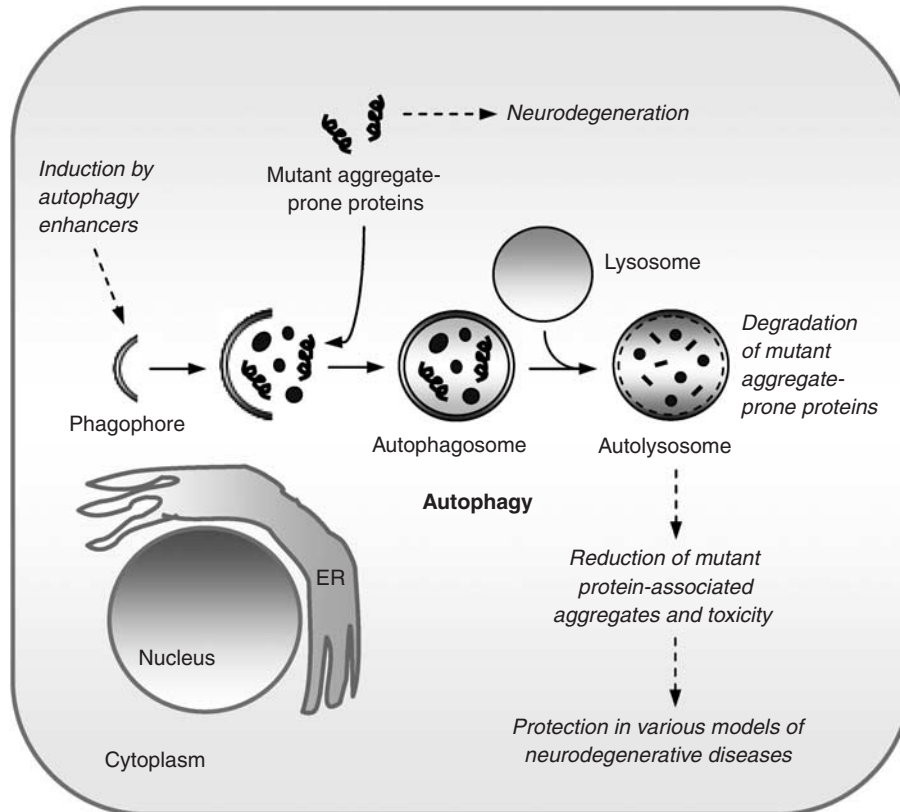 Neurodegeneration
Induction by
autophagy
enhancers
Mutant aggregate-
prone proteins
Lysosome
Degradation
of mutant
aggregate-
prone proteins
Phagophore
Autophagosome
Autolysosome
Autophagy
ER
Nucleus
Cytoplasm
Reduction of mutant
protein-associated
aggregates and toxicity
Protection in various models of
neurodegenerative diseases